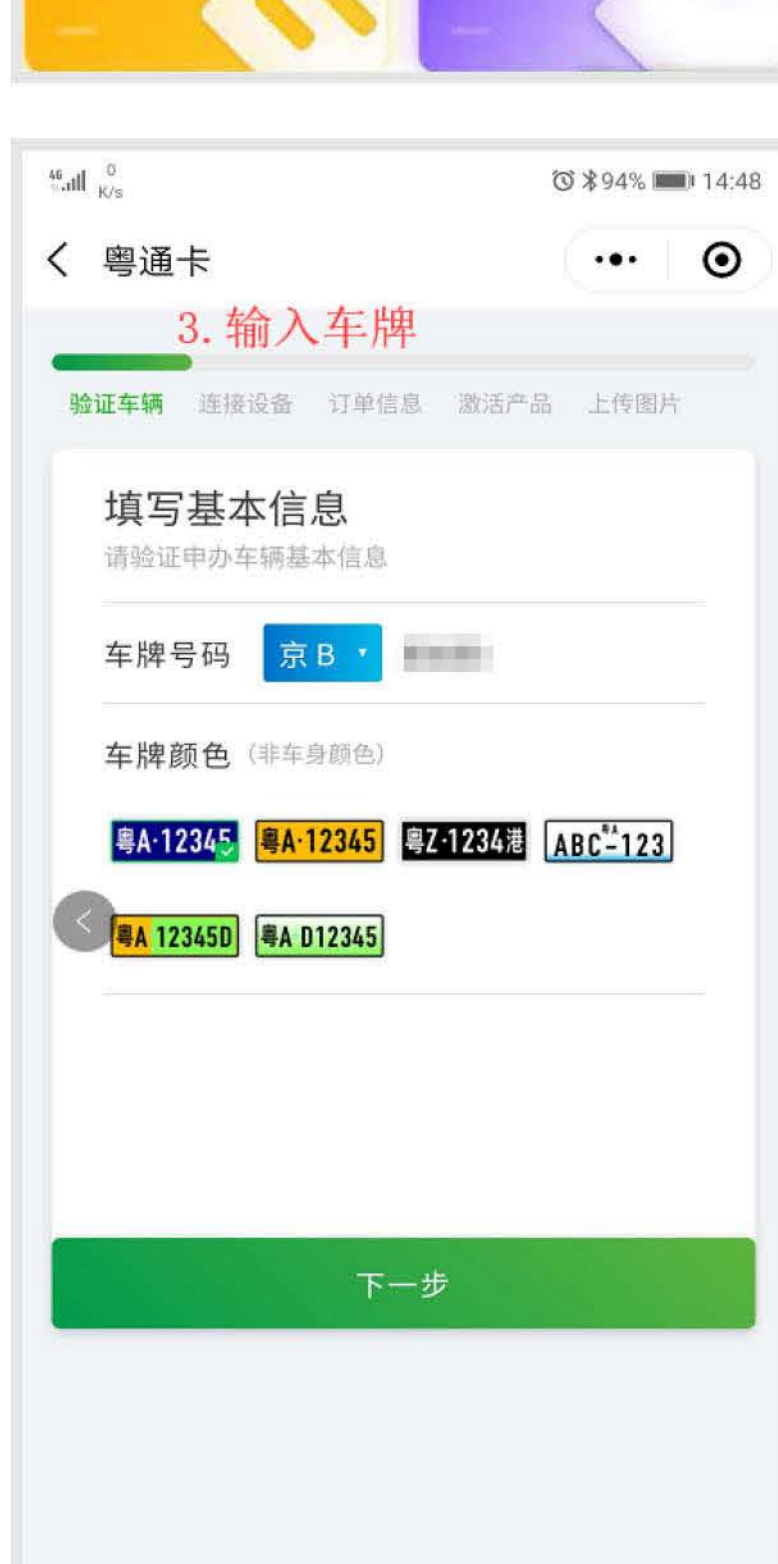 46 0
K/s 94% 14:48
粤通卡
3. 输入车牌
验证车辆 连接设备 订单信息 激活产品 上传图片
填写基本信息
请验证申办车辆基本信息
车牌号码 京 B
车牌颜色 (非车身颜色)
粤A·12345 粤A·12345 粤Z·1234港 粤A ABC-123
粤A 12345D 粤A D12345
下一步